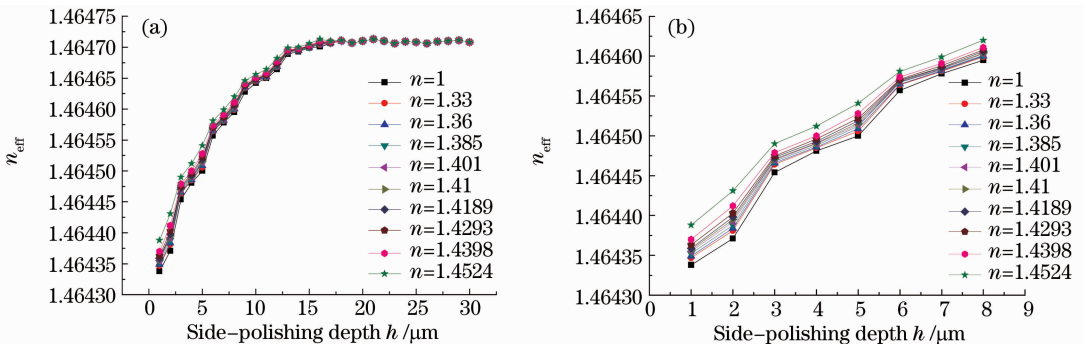 (a)
1.46475
1.46470
1.46465
1.46460
1.46455
1.46450
1.46445
1.46440
1.46435
1.46430
neff
n=1
n=1.33
n=1.36
n=1.385
n=1.401
n=1.41
n=1.4189
n=1.4293
n=1.4398
n=1.4524
0 5 10 15 20 25 30
Side-polishing depth h /μm
(b)
1.46465
1.46460
1.46455
1.46450
1.46445
1.46440
1.46435
1.46430
neff
n=1
n=1.33
n=1.36
n=1.385
n=1.401
n=1.41
n=1.4189
n=1.4293
n=1.4398
n=1.4524
0 1 2 3 4 5 6 7 8 9
Side-polishing depth h /μm